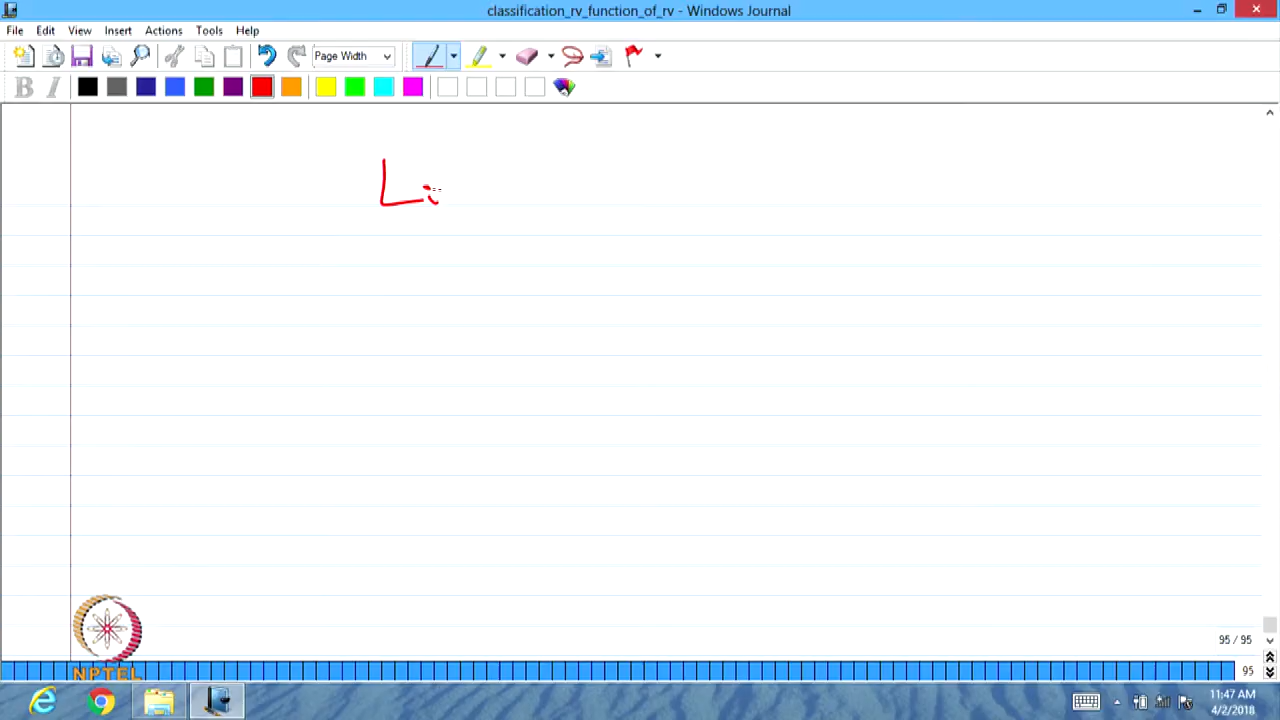 classification_rv_function_of_rv - Windows Journal
File Edit View Insert Actions Tools Help
Page Width
B I
Li
95 / 95
NPTEL
95
11:47 AM
4/2/2018